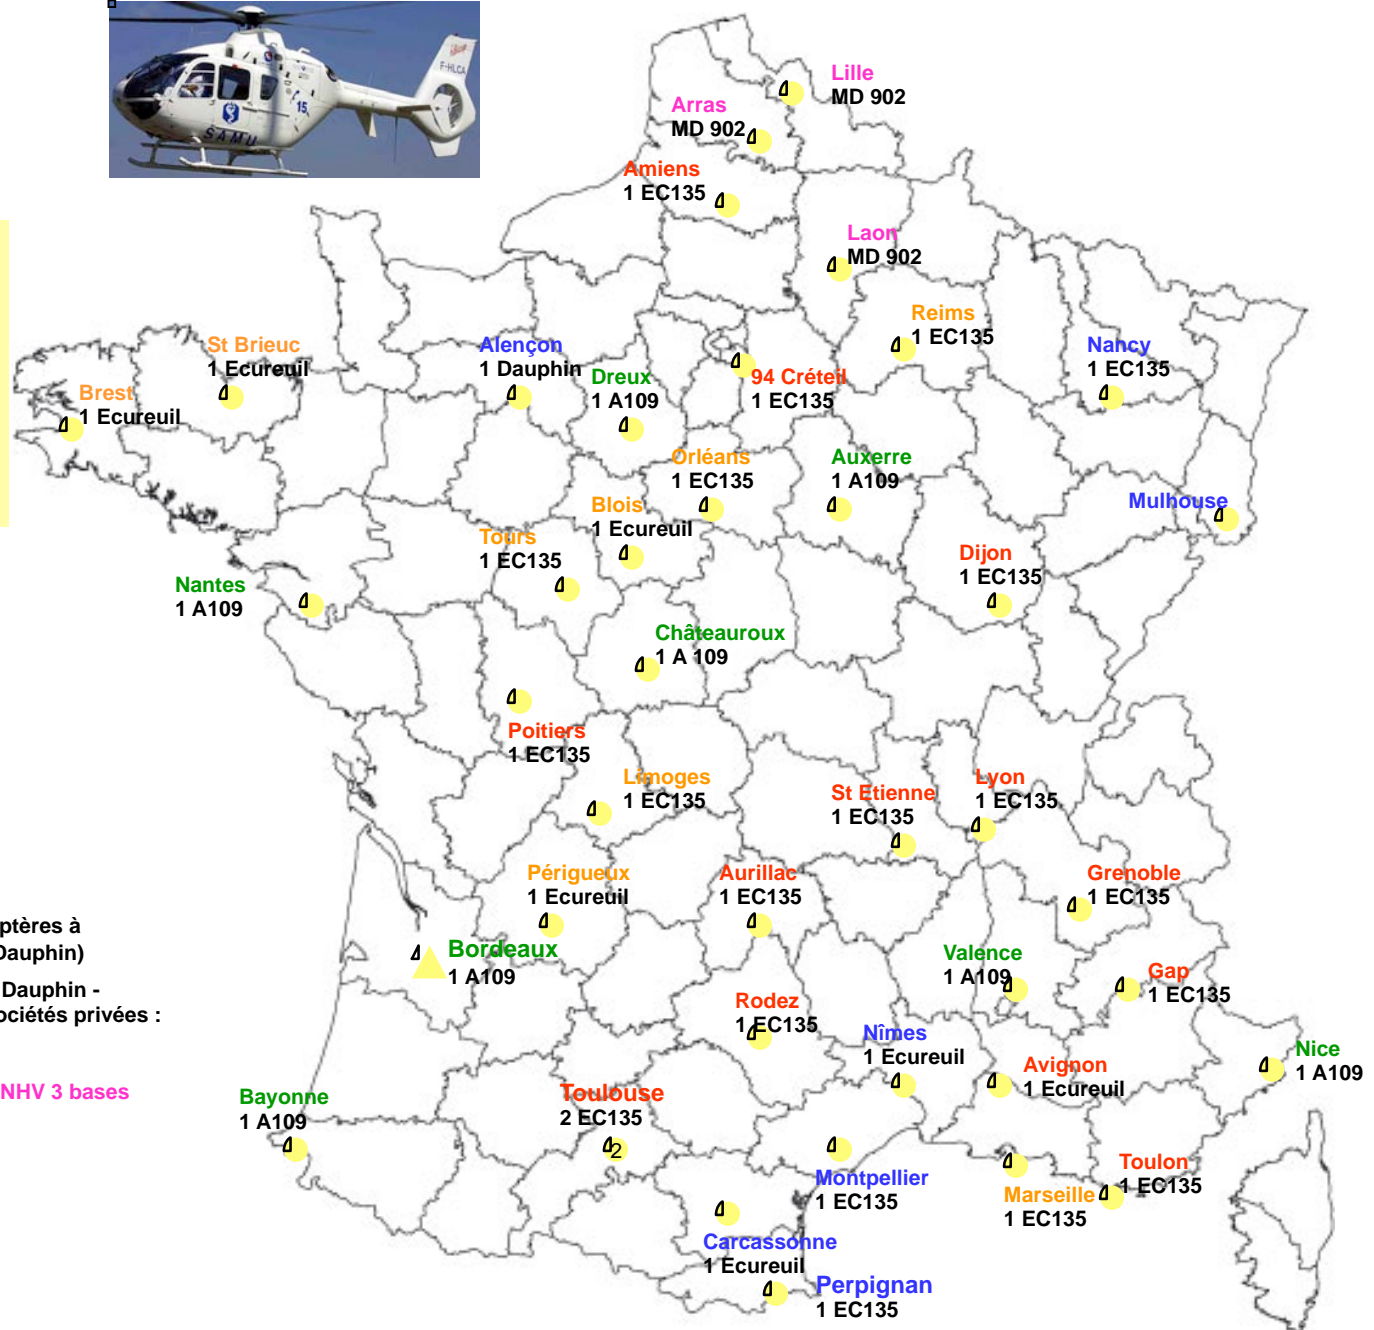 F-HLCA
15
SAMU
Lille
MD 902
Arras
MD 902
Amiens
1 EC135
Laon
MD 902
Reims
1 EC135
St Brieuc
1 Ecureuil
Alençon
1 Dauphin
Nancy
1 EC135
Brest
1 Ecureuil
Dreux
1 A109
94 Créteil
1 EC135
Orléans
1 EC135
Auxerre
1 A109
Mulhouse
Blois
1 Ecureuil
Tours
1 EC135
Dijon
1 EC135
Nantes
1 A109
Châteauroux
1 A 109
Poitiers
1 EC135
Limoges
1 EC135
St Etienne
1 EC135
Lyon
1 EC135
Périgueux
1 Ecureuil
Aurillac
1 EC135
Grenoble
1 EC135
ptères à
Dauphin)
Dauphin -
ociétés privées :
NHV 3 bases
Bordeaux
1 A109
Valence
1 A109
Gap
1 EC135
Rodez
1 EC135
Nîmes
1 Ecureuil
Avignon
1 Ecureuil
Nice
1 A109
Bayonne
1 A109
Toulouse
2 EC135
2
Montpellier
1 EC135
Marseille
1 EC135
Toulon
1 EC135
Carcassonne
1 Ecureuil
Perpignan
1 EC135